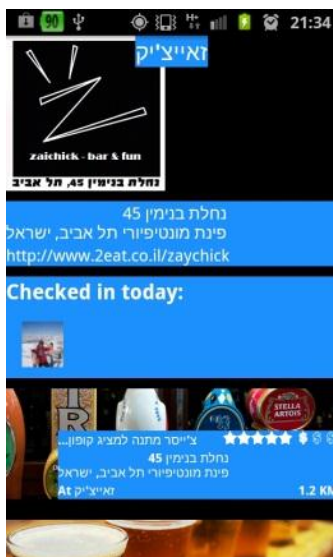 90
H+
21:34
זאייצ'יק
zaichick - bar & fun
נחלת בנימין 45, תל אביב
נחלת בנימין 45
פינת מונטיפיורי תל אביב, ישראל
http://www.2eat.co.il/zaychick
Checked in today:
STELLA
ARTOIS
צ'ייסר מתנה למציג קופון...
$ $ $
נחלת בנימין 45
פינת מונטיפיורי תל אביב, ישראל
At זאייצ'יק
1.2 KM